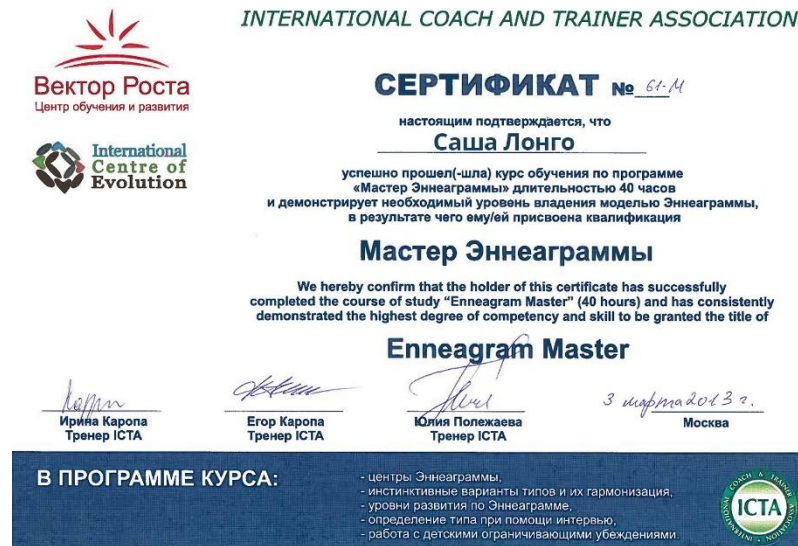 INTERNATIONAL COACH AND TRAINER ASSOCIATION
Вектор Роста
Центр обучения и развития
International
Centre of
Evolution
СЕРТИФИКАТ № 61-М
настоящим подтверждается, что
Саша Лонго
успешно прошел(-шла) курс обучения по программе
«Мастер Эннеаграммы» длительностью 40 часов
и демонстрирует необходимый уровень владения моделью Эннеаграммы,
в результате чего ему/ей присвоена квалификация
Мастер Эннеаграммы
We hereby confirm that the holder of this certificate has successfully
completed the course of study “Enneagram Master” (40 hours) and has consistently
demonstrated the highest degree of competency and skill to be granted the title of
Enneagram Master
Ирина Каропа
Тренер ICTA
Егор Каропа
Тренер ICTA
Юлия Полежаева
Тренер ICTA
3 марта 2013 г.
Москва
В ПРОГРАММЕ КУРСА:
- центры Эннеаграммы,
- инстинктивные варианты типов и их гармонизация,
- уровни развития по Эннеаграмме,
- определение типа при помощи интервью,
- работа с детскими ограничивающими убеждениями.
INTERNATIONAL COACH & TRAINER ASSOCIATION
ICTA